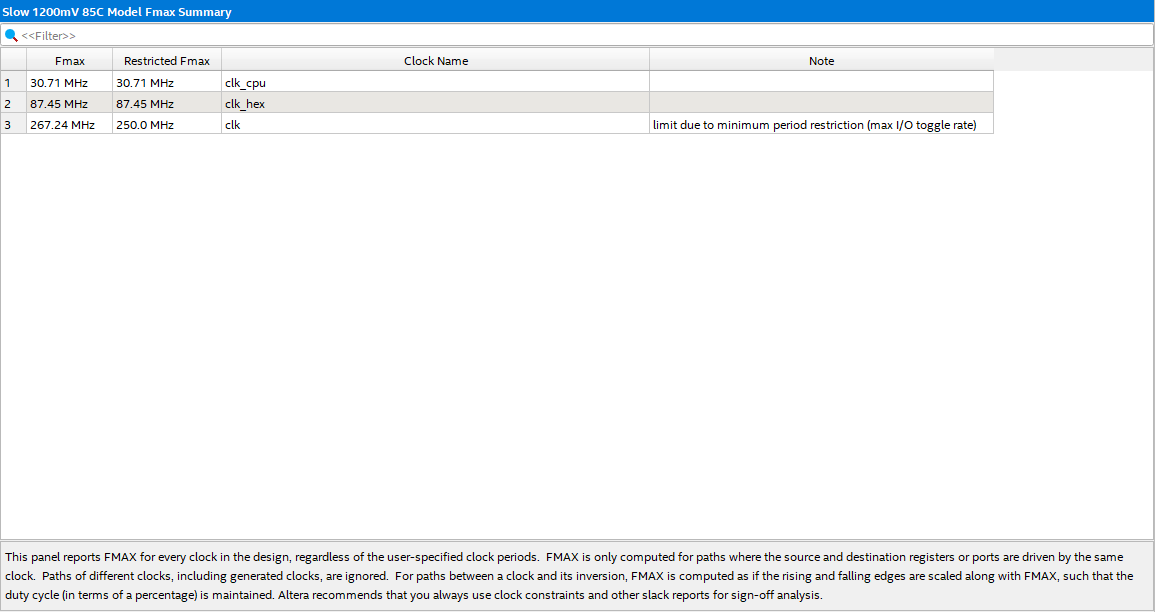 Slow 1200mV 85C Model Fmax Summary
<<Filter>>
Fmax Restricted Fmax Clock Name Note
1 30.71 MHz 30.71 MHz clk_cpu
2 87.45 MHz 87.45 MHz clk_hex
3 267.24 MHz 250.0 MHz clk limit due to minimum period restriction (max I/O toggle rate)
This panel reports FMAX for every clock in the design, regardless of the user-specified clock periods.  FMAX is only computed for paths where the source and destination registers or ports are driven by the same
clock.  Paths of different clocks, including generated clocks, are ignored.  For paths between a clock and its inversion, FMAX is computed as if the rising and falling edges are scaled along with FMAX, such that the
duty cycle (in terms of a percentage) is maintained. Altera recommends that you always use clock constraints and other slack reports for sign-off analysis.